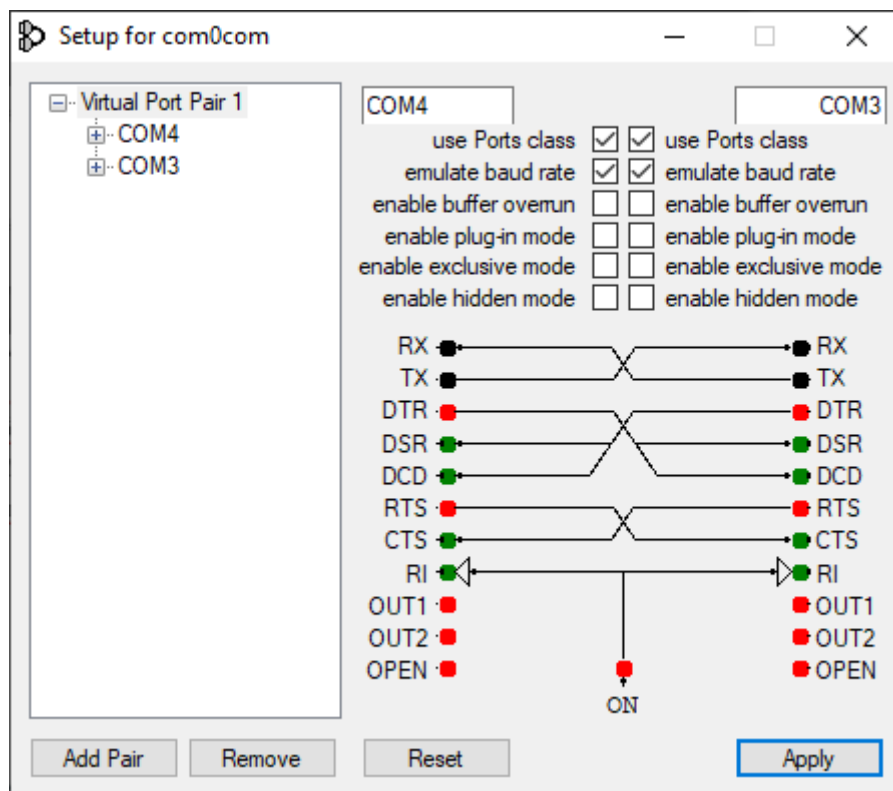 Setup for com0com
Virtual Port Pair 1
COM4
COM3
COM4 COM3
use Ports class use Ports class
emulate baud rate emulate baud rate
enable buffer overrun enable buffer overrun
enable plug-in mode enable plug-in mode
enable exclusive mode enable exclusive mode
enable hidden mode enable hidden mode
RX RX
TX TX
DTR DTR
DSR DSR
DCD DCD
RTS RTS
CTS CTS
RI RI
OUT1 OUT1
OUT2 OUT2
OPEN OPEN
ON
Add Pair Remove Reset Apply